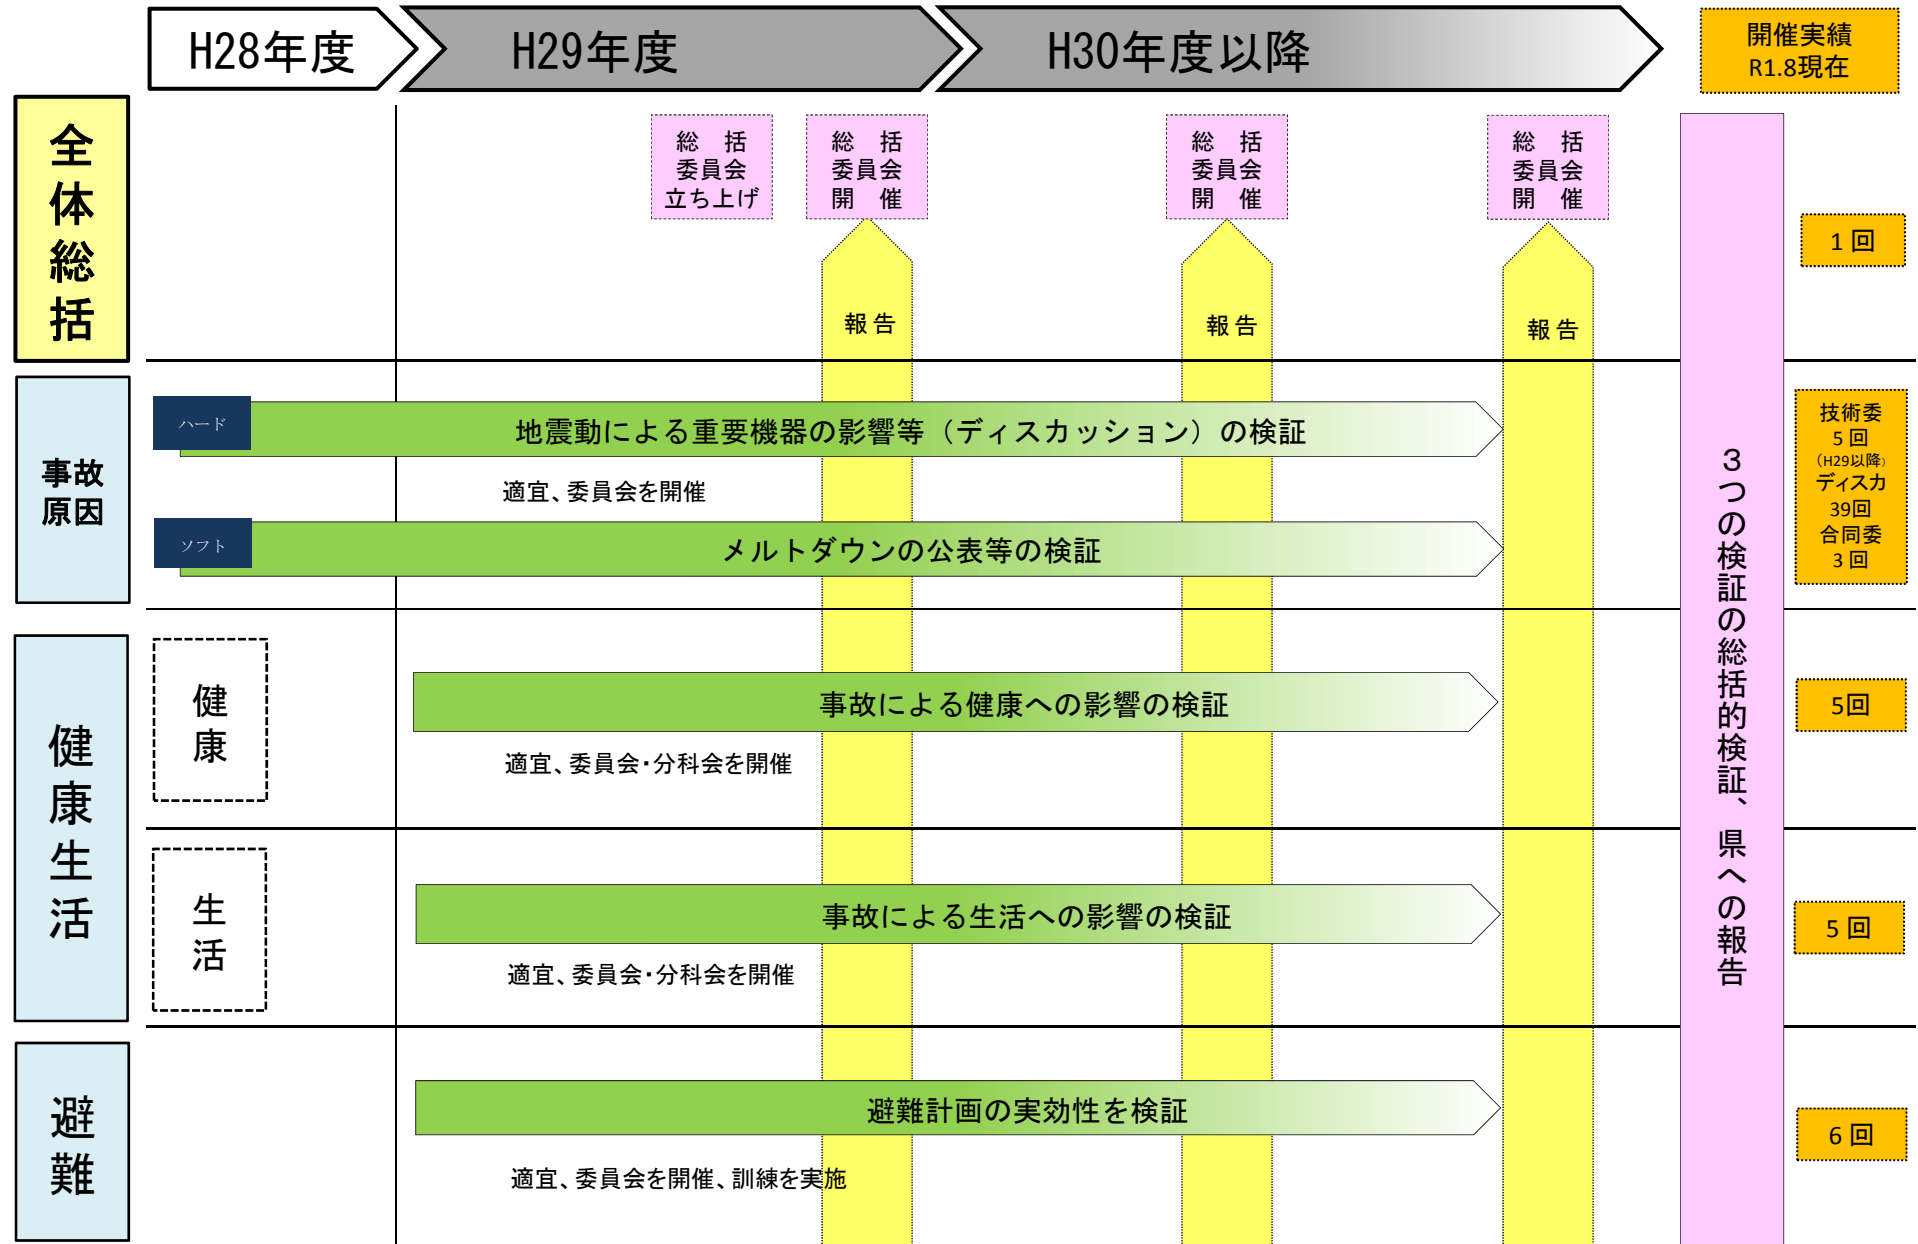 H28年度
H29年度
H30年度以降
開催実績
R1.8現在
全体総括
総　括
委員会
立ち上げ
総　括
委員会
開　催
総　括
委員会
開　催
総　括
委員会
開　催
報告
報告
報告
1回
事故
原因
ハード
地震動による重要機器の影響等（ディスカッション）の検証
適宜、委員会を開催
ソフト
メルトダウンの公表等の検証
技術委
5回
（H29以降）
ディスカ
39回
合同委
3回
健康生活
健康
事故による健康への影響の検証
適宜、委員会・分科会を開催
5回
生活
事故による生活への影響の検証
適宜、委員会・分科会を開催
5回
避難
避難計画の実効性を検証
適宜、委員会を開催、訓練を実施
6回
３つの検証の総括的検証、県への報告